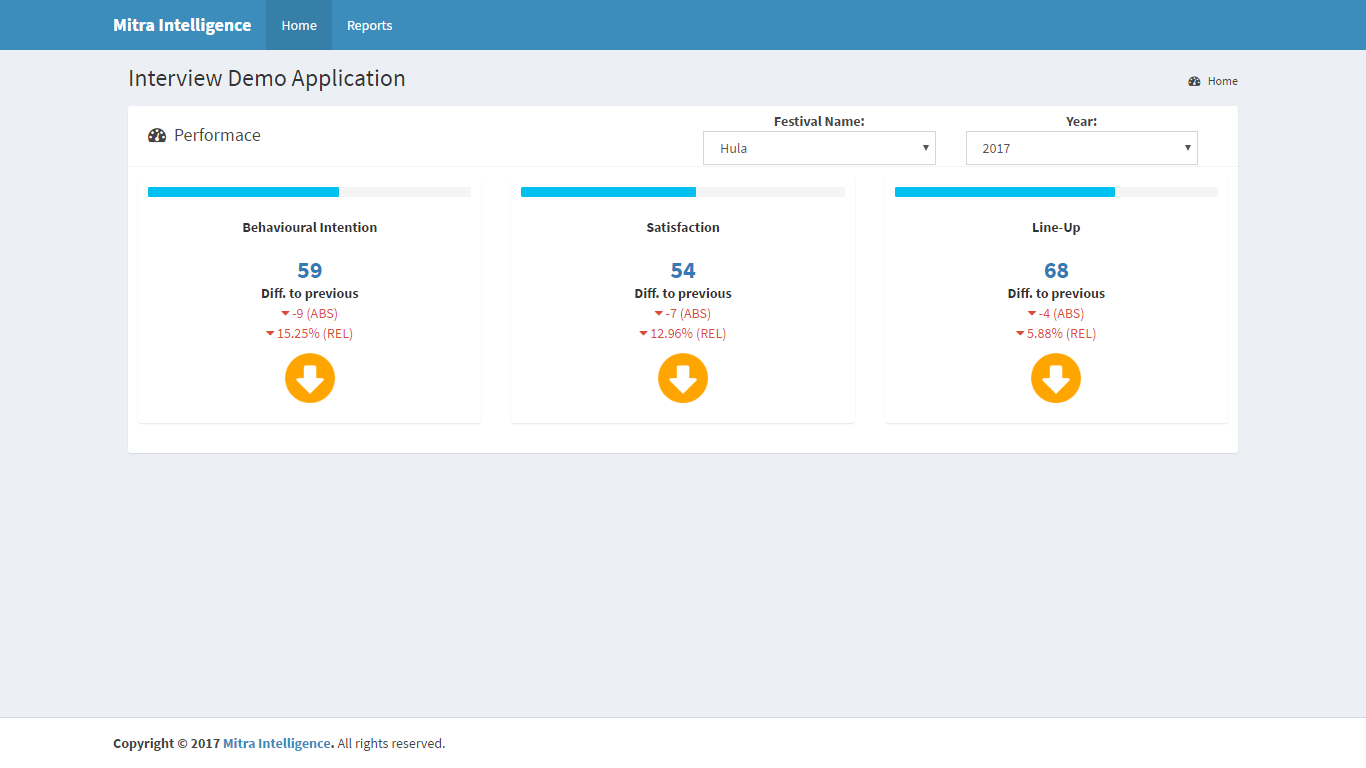 Mitra Intelligence Home Reports
Interview Demo Application
Home
Performace
Festival Name:
Hula
Year:
2017
Behavioural Intention
59
Diff. to previous
-9 (ABS)
15.25% (REL)
Satisfaction
54
Diff. to previous
-7 (ABS)
12.96% (REL)
Line-Up
68
Diff. to previous
-4 (ABS)
5.88% (REL)
Copyright © 2017 Mitra Intelligence. All rights reserved.